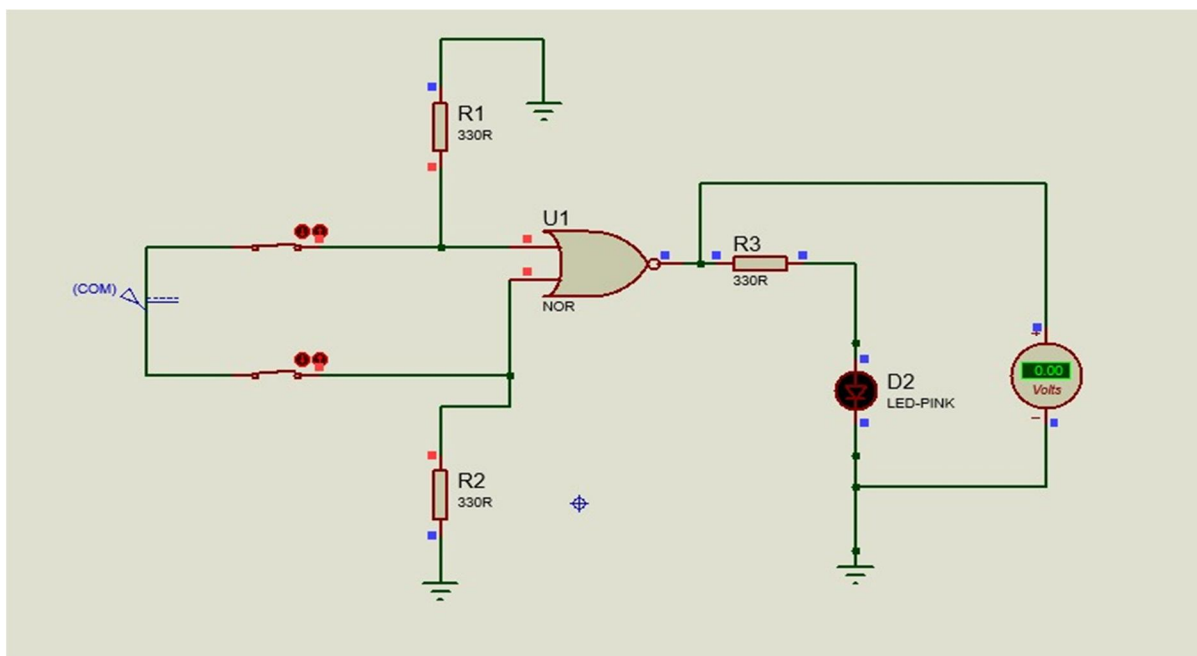 R1
330R
U1
(COM)
NOR
R3
330R
0.00
Volts
D2
LED-PINK
R2
330R